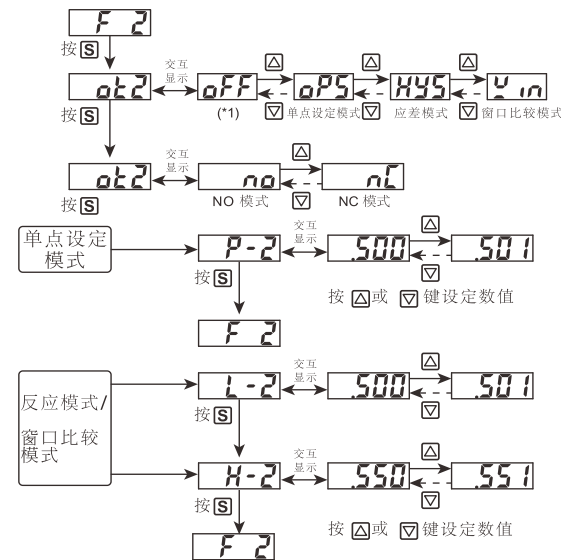 F 2
按 S
交互
显示
ot2 oFF oPS HYS Win
(*1) 单点设定模式 应差模式 窗口比较模式
按 S
交互
显示
ot2 no nC
NO 模式 NC 模式
按 S
单点设定
模式
交互
显示
P-2 .500 .501
按 S
按 △ 或 ▽ 键设定数值
F 2
反应模式/
窗口比较
模式
交互
显示
L-2 .500 .501
按 S
交互
显示
H-2 .550 .551
按 S
按 △ 或 ▽ 键设定数值
F 2